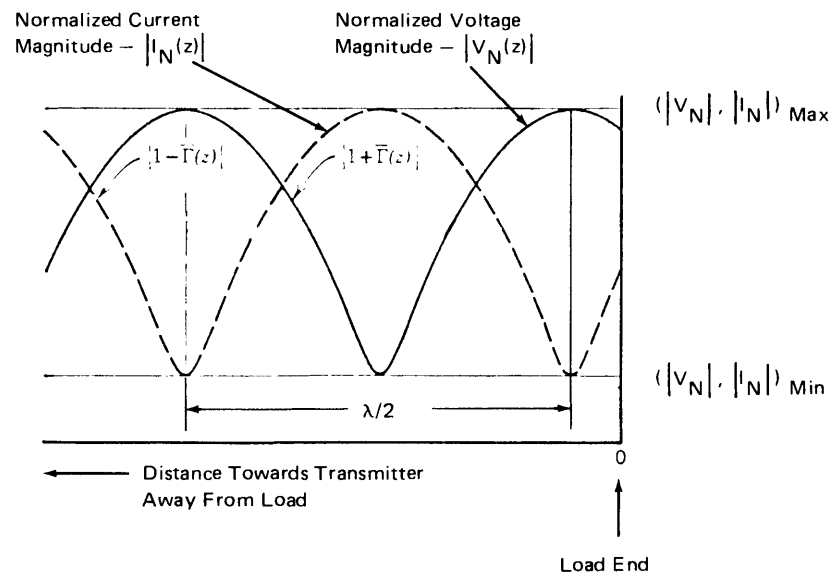 Normalized Current
Magnitude – |I_N(z)|
Normalized Voltage
Magnitude – |V_N(z)|
(|V_N|, |I_N|) Max
|1−Γ̅(z)|
|1+Γ̅(z)|
(|V_N|, |I_N|) Min
λ/2
0
Distance Towards Transmitter
Away From Load
Load End